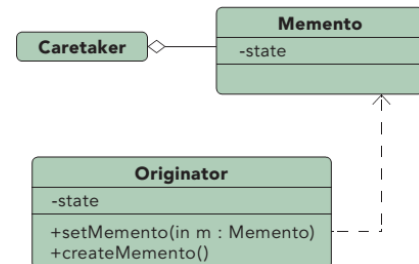 Memento
Caretaker
-state
Originator
-state
+setMemento(in m : Memento)
+createMemento()